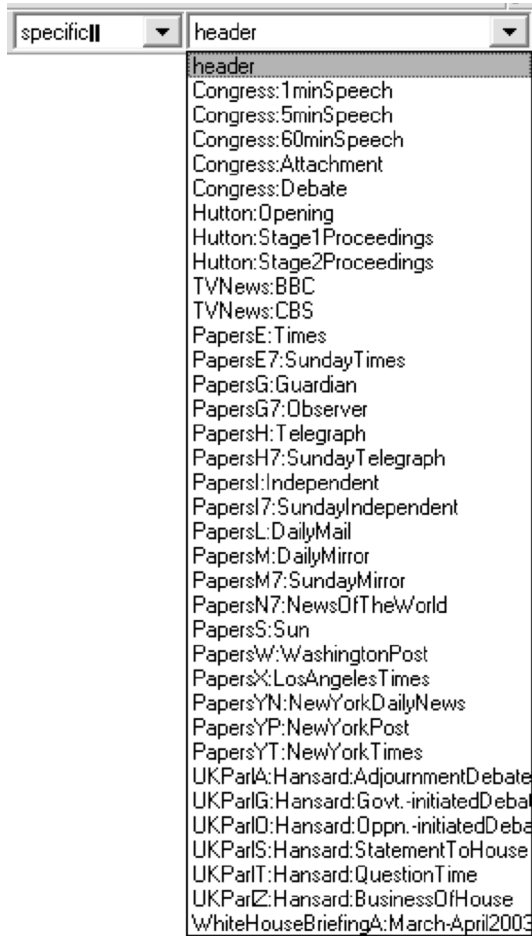 specific|| header
header
Congress:1minSpeech
Congress:5minSpeech
Congress:60minSpeech
Congress:Attachment
Congress:Debate
Hutton:Opening
Hutton:Stage1Proceedings
Hutton:Stage2Proceedings
TVNews:BBC
TVNews:CBS
PapersE:Times
PapersE7:SundayTimes
PapersG:Guardian
PapersG7:Observer
PapersH:Telegraph
PapersH7:SundayTelegraph
PapersI:Independent
PapersI7:SundayIndependent
PapersL:DailyMail
PapersM:DailyMirror
PapersM7:SundayMirror
PapersN7:NewsOfTheWorld
PapersS:Sun
PapersW:WashingtonPost
PapersX:LosAngelesTimes
PapersYN:NewYorkDailyNews
PapersYP:NewYorkPost
PapersYT:NewYorkTimes
UKParlA:Hansard:AdjournmentDebate
UKParlG:Hansard:Govt.-initiatedDebat
UKParlO:Hansard:Oppn.-initiatedDeba
UKParlS:Hansard:StatementToHouse
UKParlT:Hansard:QuestionTime
UKParlZ:Hansard:BusinessOfHouse
WhiteHouseBriefingA:March-April2003